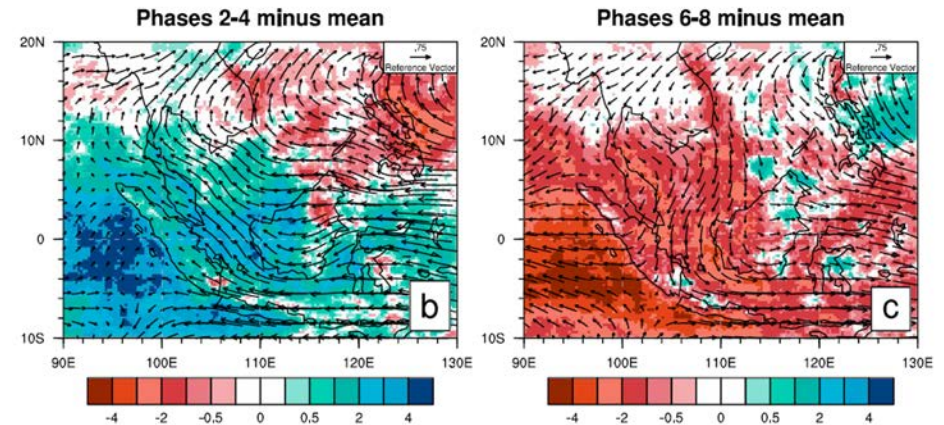 Phases 2-4 minus mean
Phases 6-8 minus mean
.75
Reference Vector
.75
Reference Vector
20N
10N
0
10S
90E
100E
110E
120E
130E
b
20N
10N
0
10S
90E
100E
110E
120E
130E
c
-4
-2
-0.5
0
0.5
2
4
-4
-2
-0.5
0
0.5
2
4